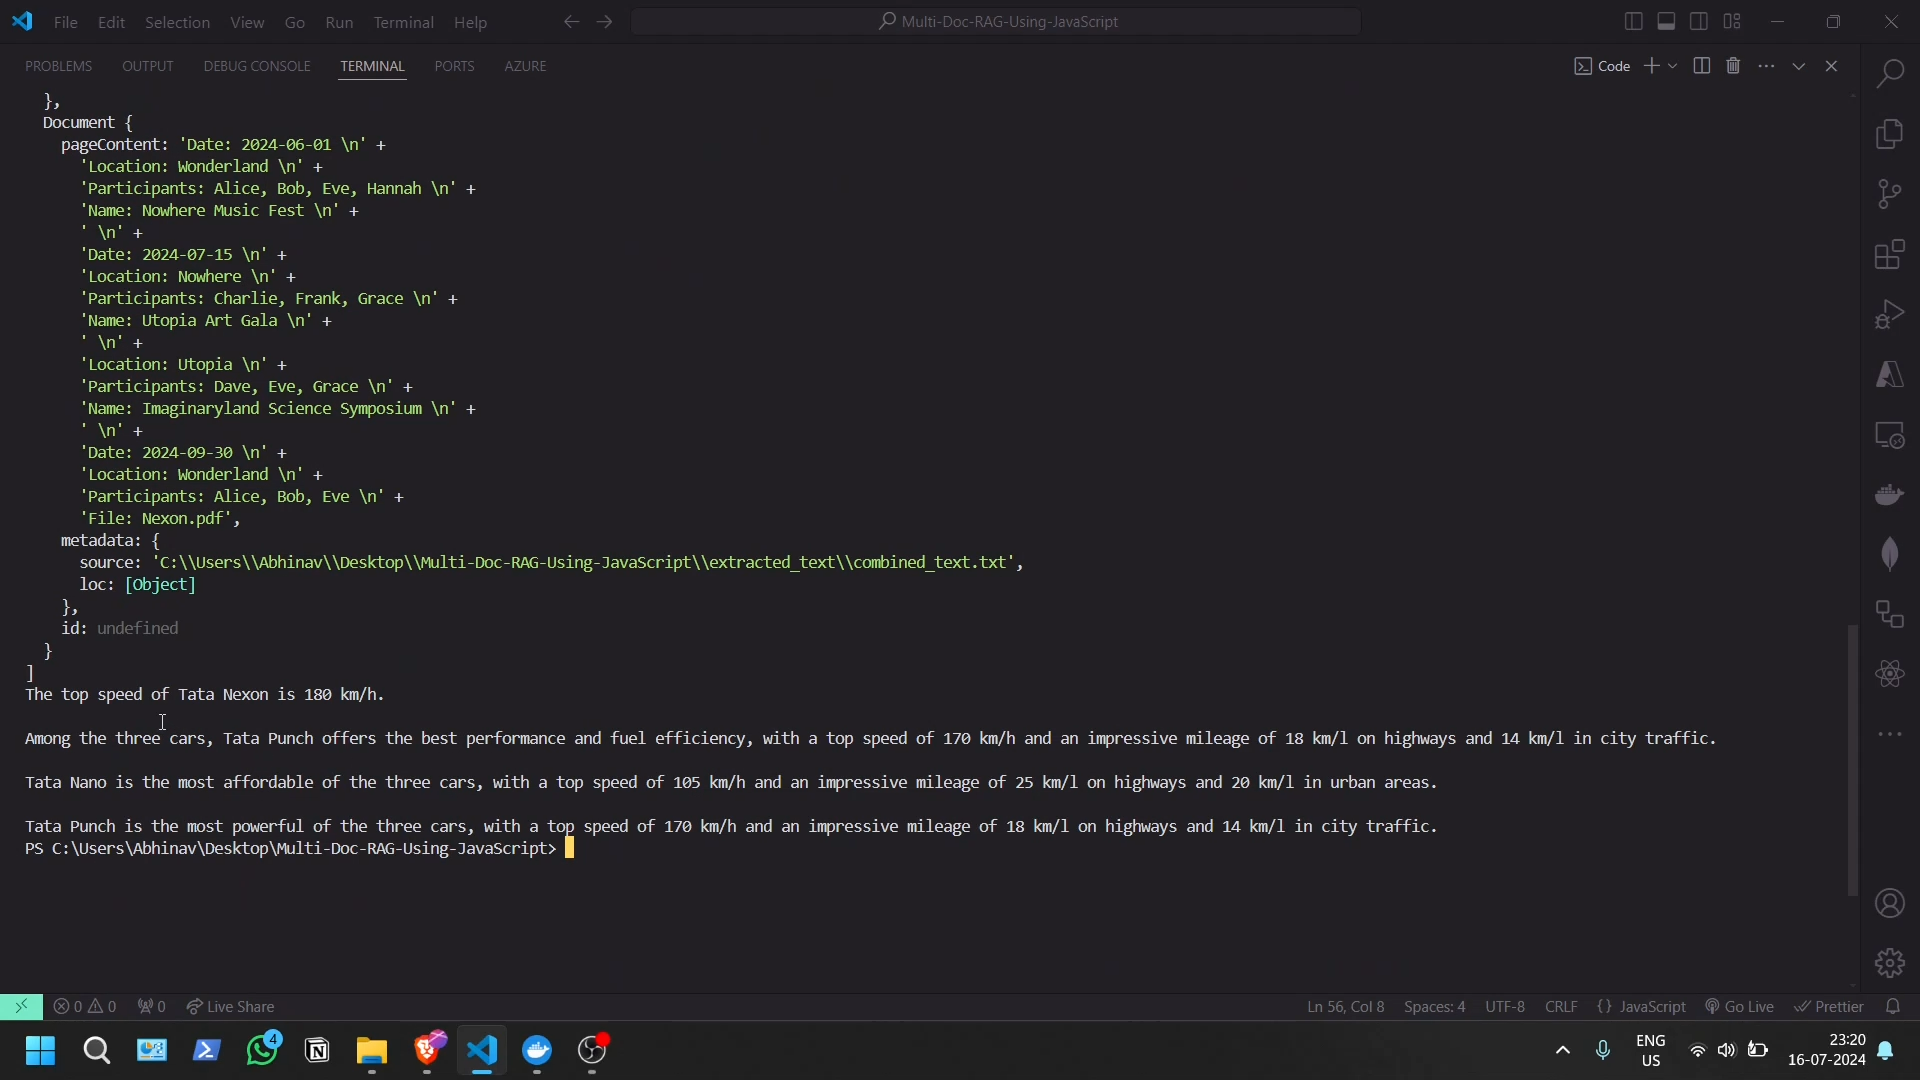 File Edit Selection View Go Run Terminal Help
Multi-Doc-RAG-Using-JavaScript
PROBLEMS OUTPUT DEBUG CONSOLE TERMINAL PORTS AZURE
Code
},
Document {
pageContent: 'Date: 2024-06-01 \n' +
'Location: Wonderland \n' +
'Participants: Alice, Bob, Eve, Hannah \n' +
'Name: Nowhere Music Fest \n' +
' \n' +
'Date: 2024-07-15 \n' +
'Location: Nowhere \n' +
'Participants: Charlie, Frank, Grace \n' +
'Name: Utopia Art Gala \n' +
' \n' +
'Location: Utopia \n' +
'Participants: Dave, Eve, Grace \n' +
'Name: Imaginaryland Science Symposium \n' +
' \n' +
'Date: 2024-09-30 \n' +
'Location: Wonderland \n' +
'Participants: Alice, Bob, Eve \n' +
'File: Nexon.pdf',
metadata: {
source: 'C:\\Users\\Abhinav\\Desktop\\Multi-Doc-RAG-Using-JavaScript\\extracted_text\\combined_text.txt',
loc: [Object]
},
id: undefined
}
]
The top speed of Tata Nexon is 180 km/h.
Among the three cars, Tata Punch offers the best performance and fuel efficiency, with a top speed of 170 km/h and an impressive mileage of 18 km/l on highways and 14 km/l in city traffic.
Tata Nano is the most affordable of the three cars, with a top speed of 105 km/h and an impressive mileage of 25 km/l on highways and 20 km/l in urban areas.
Tata Punch is the most powerful of the three cars, with a top speed of 170 km/h and an impressive mileage of 18 km/l on highways and 14 km/l in city traffic.
PS C:\Users\Abhinav\Desktop\Multi-Doc-RAG-Using-JavaScript>
0 0 0 Live Share Ln 56, Col 8 Spaces: 4 UTF-8 CRLF {} JavaScript Go Live Prettier
4
ENG
US
23:20
16-07-2024